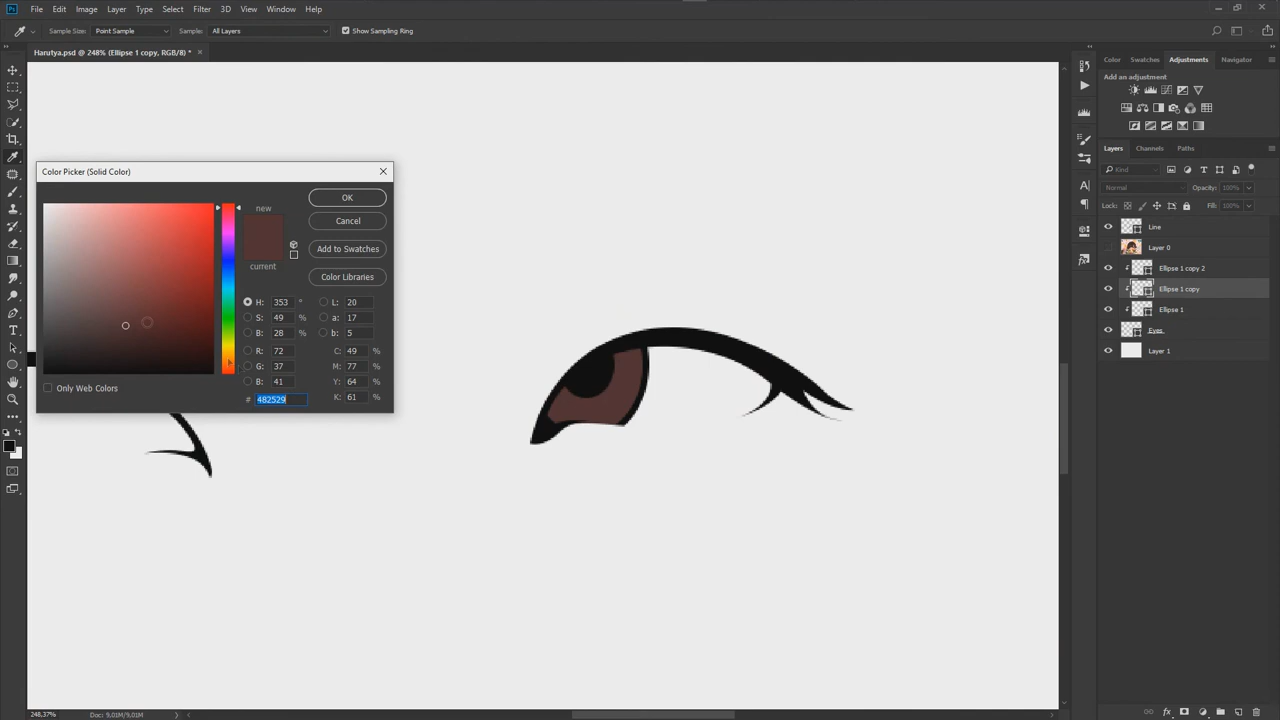 Ps File Edit Image Layer Type Select Filter 3D View Window Help
Sample Size: Point Sample Sample: All Layers Show Sampling Ring
Harutya.psd @ 248% (Ellipse 1 copy, RGB/8) * ×
Color Swatches Adjustments Navigator
Add an adjustment
Layers Channels Paths
Kind
Normal Opacity: 100%
Lock: Fill: 100%
Line
Layer 0
Ellipse 1 copy 2
Ellipse 1 copy
Ellipse 1
Eyes
Layer 1
Color Picker (Solid Color)
OK
new
Cancel
Add to Swatches
current
Color Libraries
H: 353 ° L: 20
S: 49 % a: 17
B: 28 % b: 5
R: 72 C: 49 %
G: 37 M: 77 %
B: 41 Y: 64 %
# 482529 K: 61 %
Only Web Colors
248,37% Doc: 9,01M/9,01M